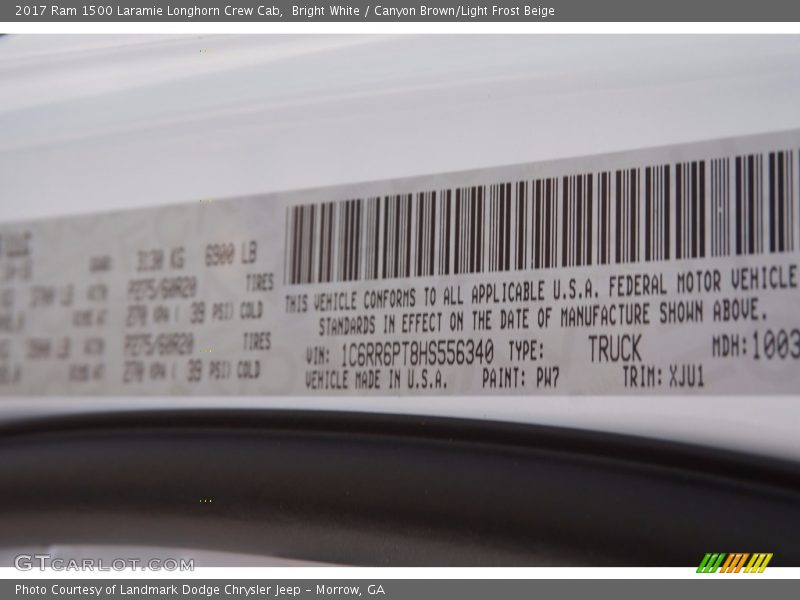 2017 Ram 1500 Laramie Longhorn Crew Cab,  Bright White / Canyon Brown/Light Frost Beige
3130 KG 6900 LB
P275/60R20 TIRES
270 KPA ( 39 PSI) COLD
P275/60R20 TIRES
270 KPA ( 39 PSI) COLD
THIS VEHICLE CONFORMS TO ALL APPLICABLE U.S.A. FEDERAL MOTOR VEHICLE
STANDARDS IN EFFECT ON THE DATE OF MANUFACTURE SHOWN ABOVE.
VIN: 1C6RR6PT8HS556340 TYPE: TRUCK MDH: 1003
VEHICLE MADE IN U.S.A. PAINT: PW7 TRIM: XJU1
GTCARLOT.COM
Photo Courtesy of Landmark Dodge Chrysler Jeep – Morrow, GA